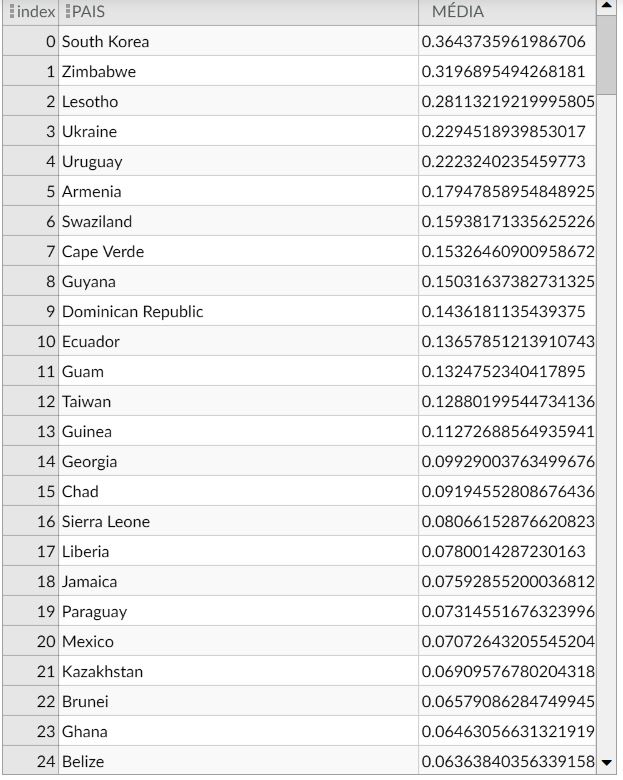 index PAIS MÉDIA
0 South Korea 0.3643735961986706
1 Zimbabwe 0.3196895494268181
2 Lesotho 0.28113219219995805
3 Ukraine 0.2294518939853017
4 Uruguay 0.2223240235459773
5 Armenia 0.17947858954848925
6 Swaziland 0.15938171335625226
7 Cape Verde 0.15326460900958672
8 Guyana 0.15031637382731325
9 Dominican Republic 0.1436181135439375
10 Ecuador 0.13657851213910743
11 Guam 0.1324752340417895
12 Taiwan 0.12880199544734136
13 Guinea 0.11272688564935941
14 Georgia 0.09929003763499676
15 Chad 0.09194552808676436
16 Sierra Leone 0.08066152876620823
17 Liberia 0.0780014287230163
18 Jamaica 0.07592855200036812
19 Paraguay 0.07314551676323996
20 Mexico 0.07072643205545204
21 Kazakhstan 0.06909576780204318
22 Brunei 0.06579086284749945
23 Ghana 0.06463056631321919
24 Belize 0.06363840356339158